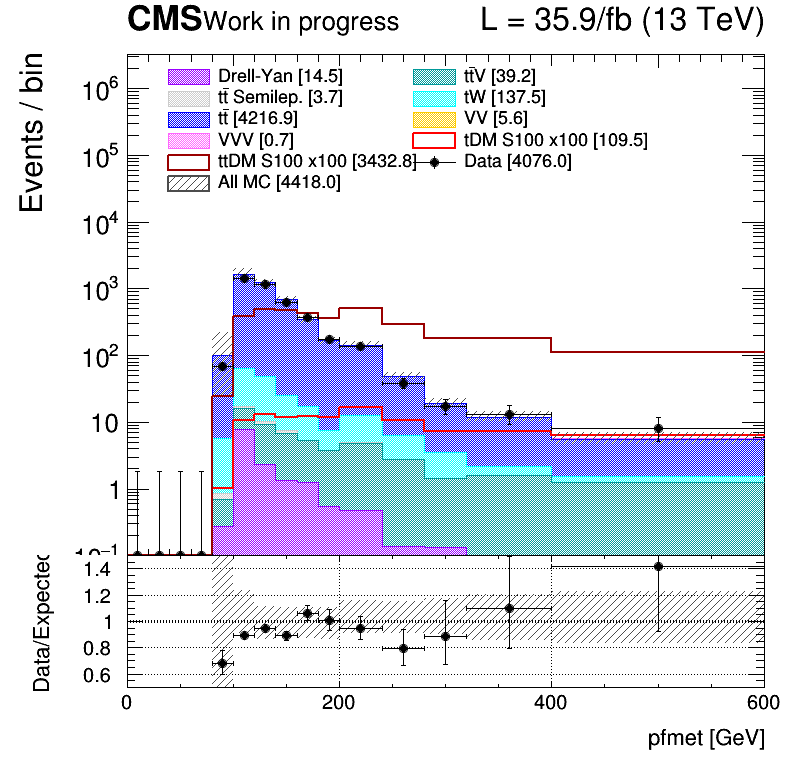 CMS Work in progress L = 35.9/fb (13 TeV)
Events / bin
Drell-Yan [14.5] tt̄V [39.2]
tt̄ Semilep. [3.7] tW [137.5]
tt̄ [4216.9] VV [5.6]
VVV [0.7] tDM S100 x100 [109.5]
ttDM S100 x100 [3432.8] Data [4076.0]
All MC [4418.0]
10⁶
10⁵
10⁴
10³
10²
10
1
10⁻¹
Data/Expected
1.4
1.2
1
0.8
0.6
0 200 400 600
pfmet [GeV]